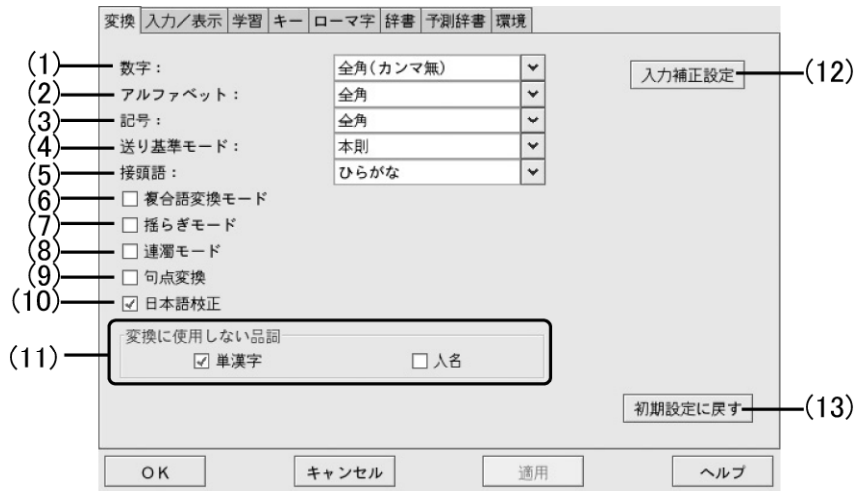 変換 入力／表示 学習 キー ローマ字 辞書 予測辞書 環境
(1) 数字： 全角(カンマ無) 入力補正設定 (12)
(2) アルファベット： 全角
(3) 記号： 全角
(4) 送り基準モード： 本則
(5) 接頭語： ひらがな
(6) 複合語変換モード
(7) 揺らぎモード
(8) 連濁モード
(9) 句点変換
(10) 日本語校正
変換に使用しない品詞
(11) 単漢字 人名
初期設定に戻す (13)
OK キャンセル 適用 ヘルプ